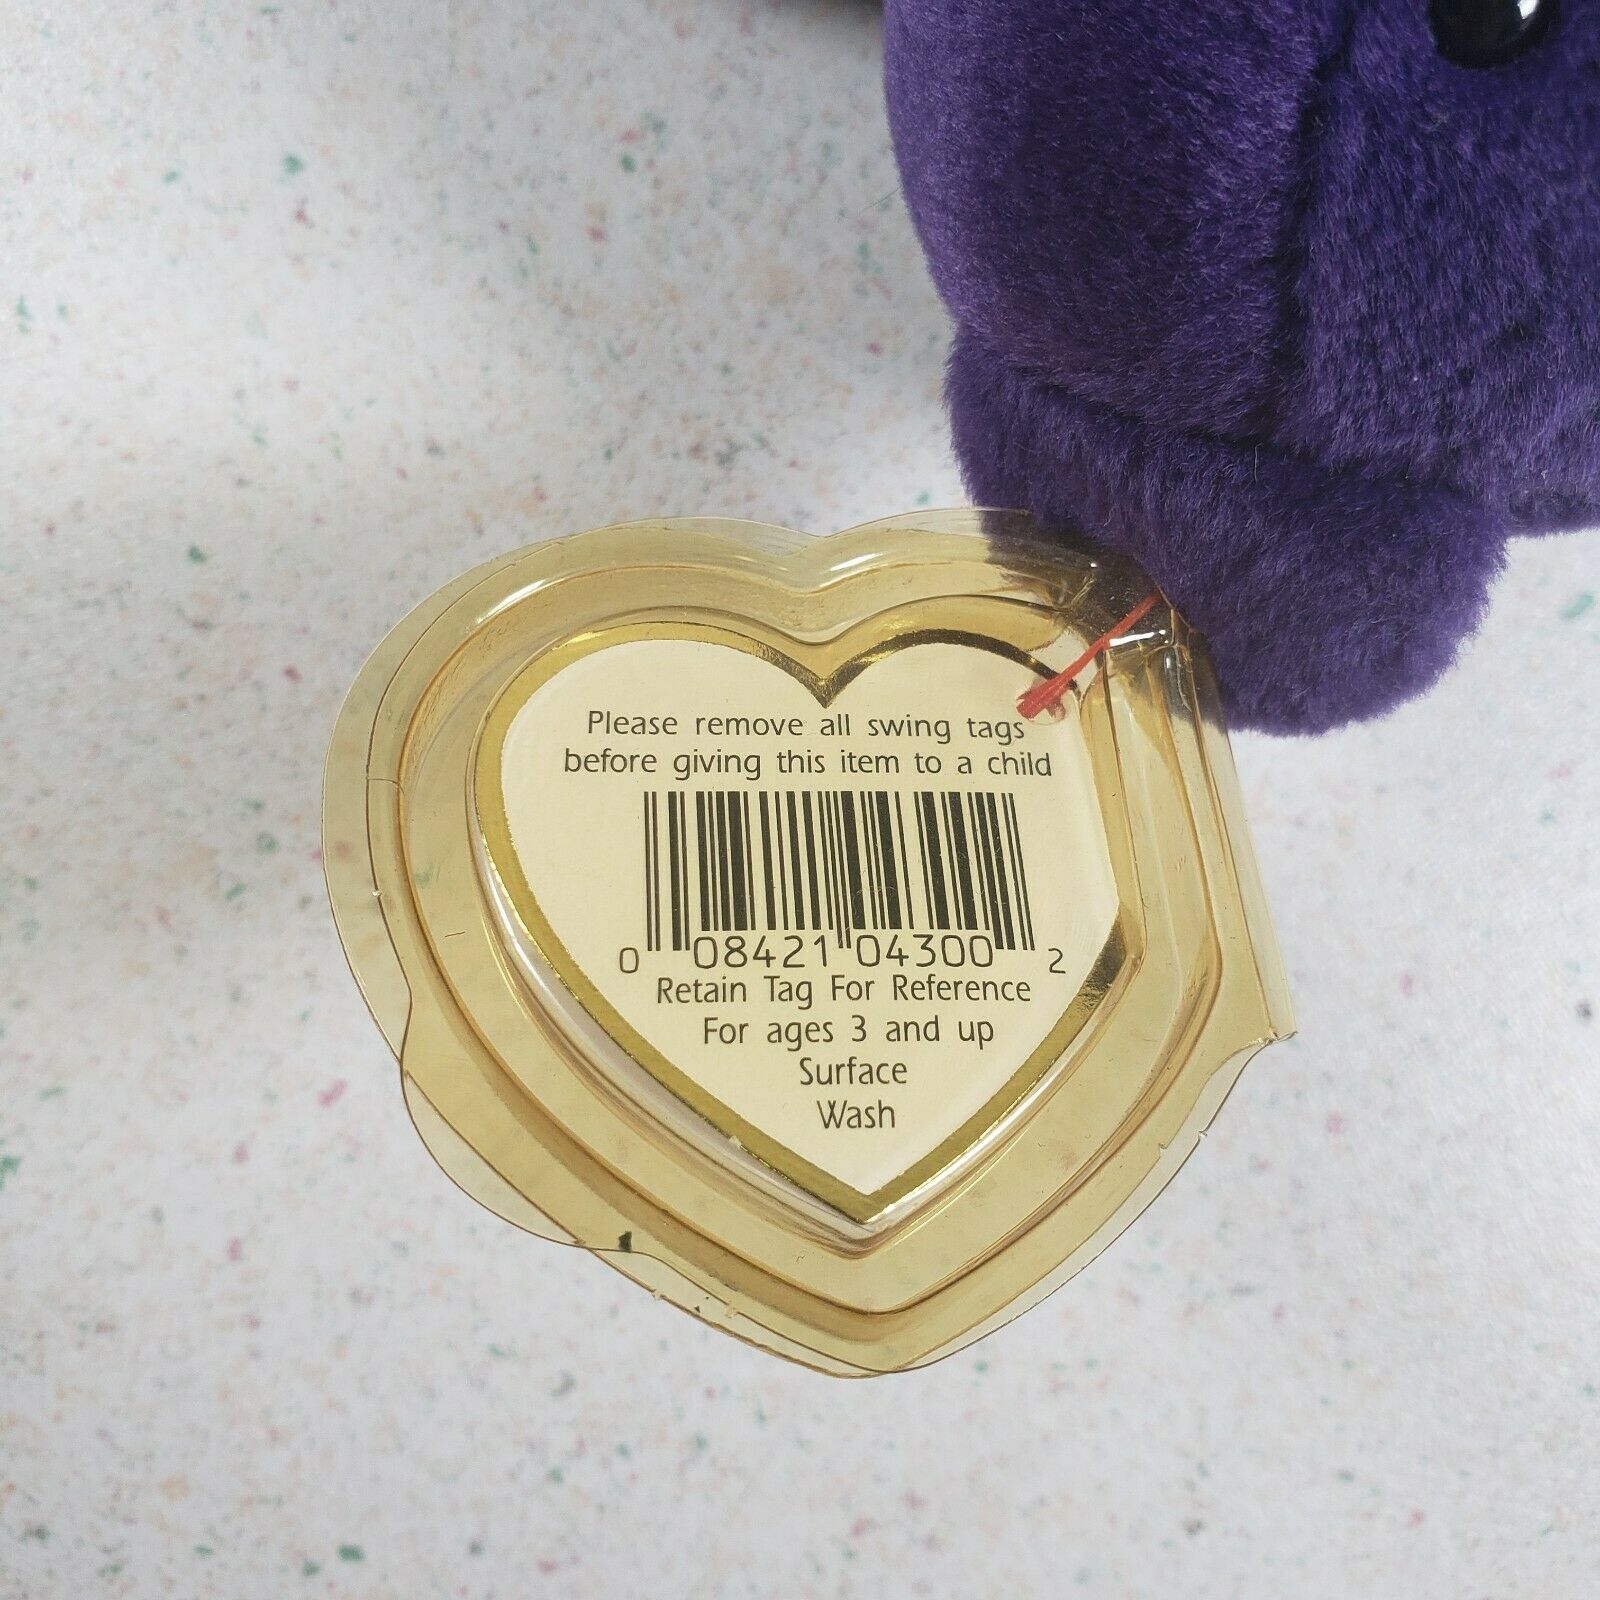 Please remove all swing tags
before giving this item to a child
0 08421 04300 2
Retain Tag For Reference
For ages 3 and up
Surface
Wash